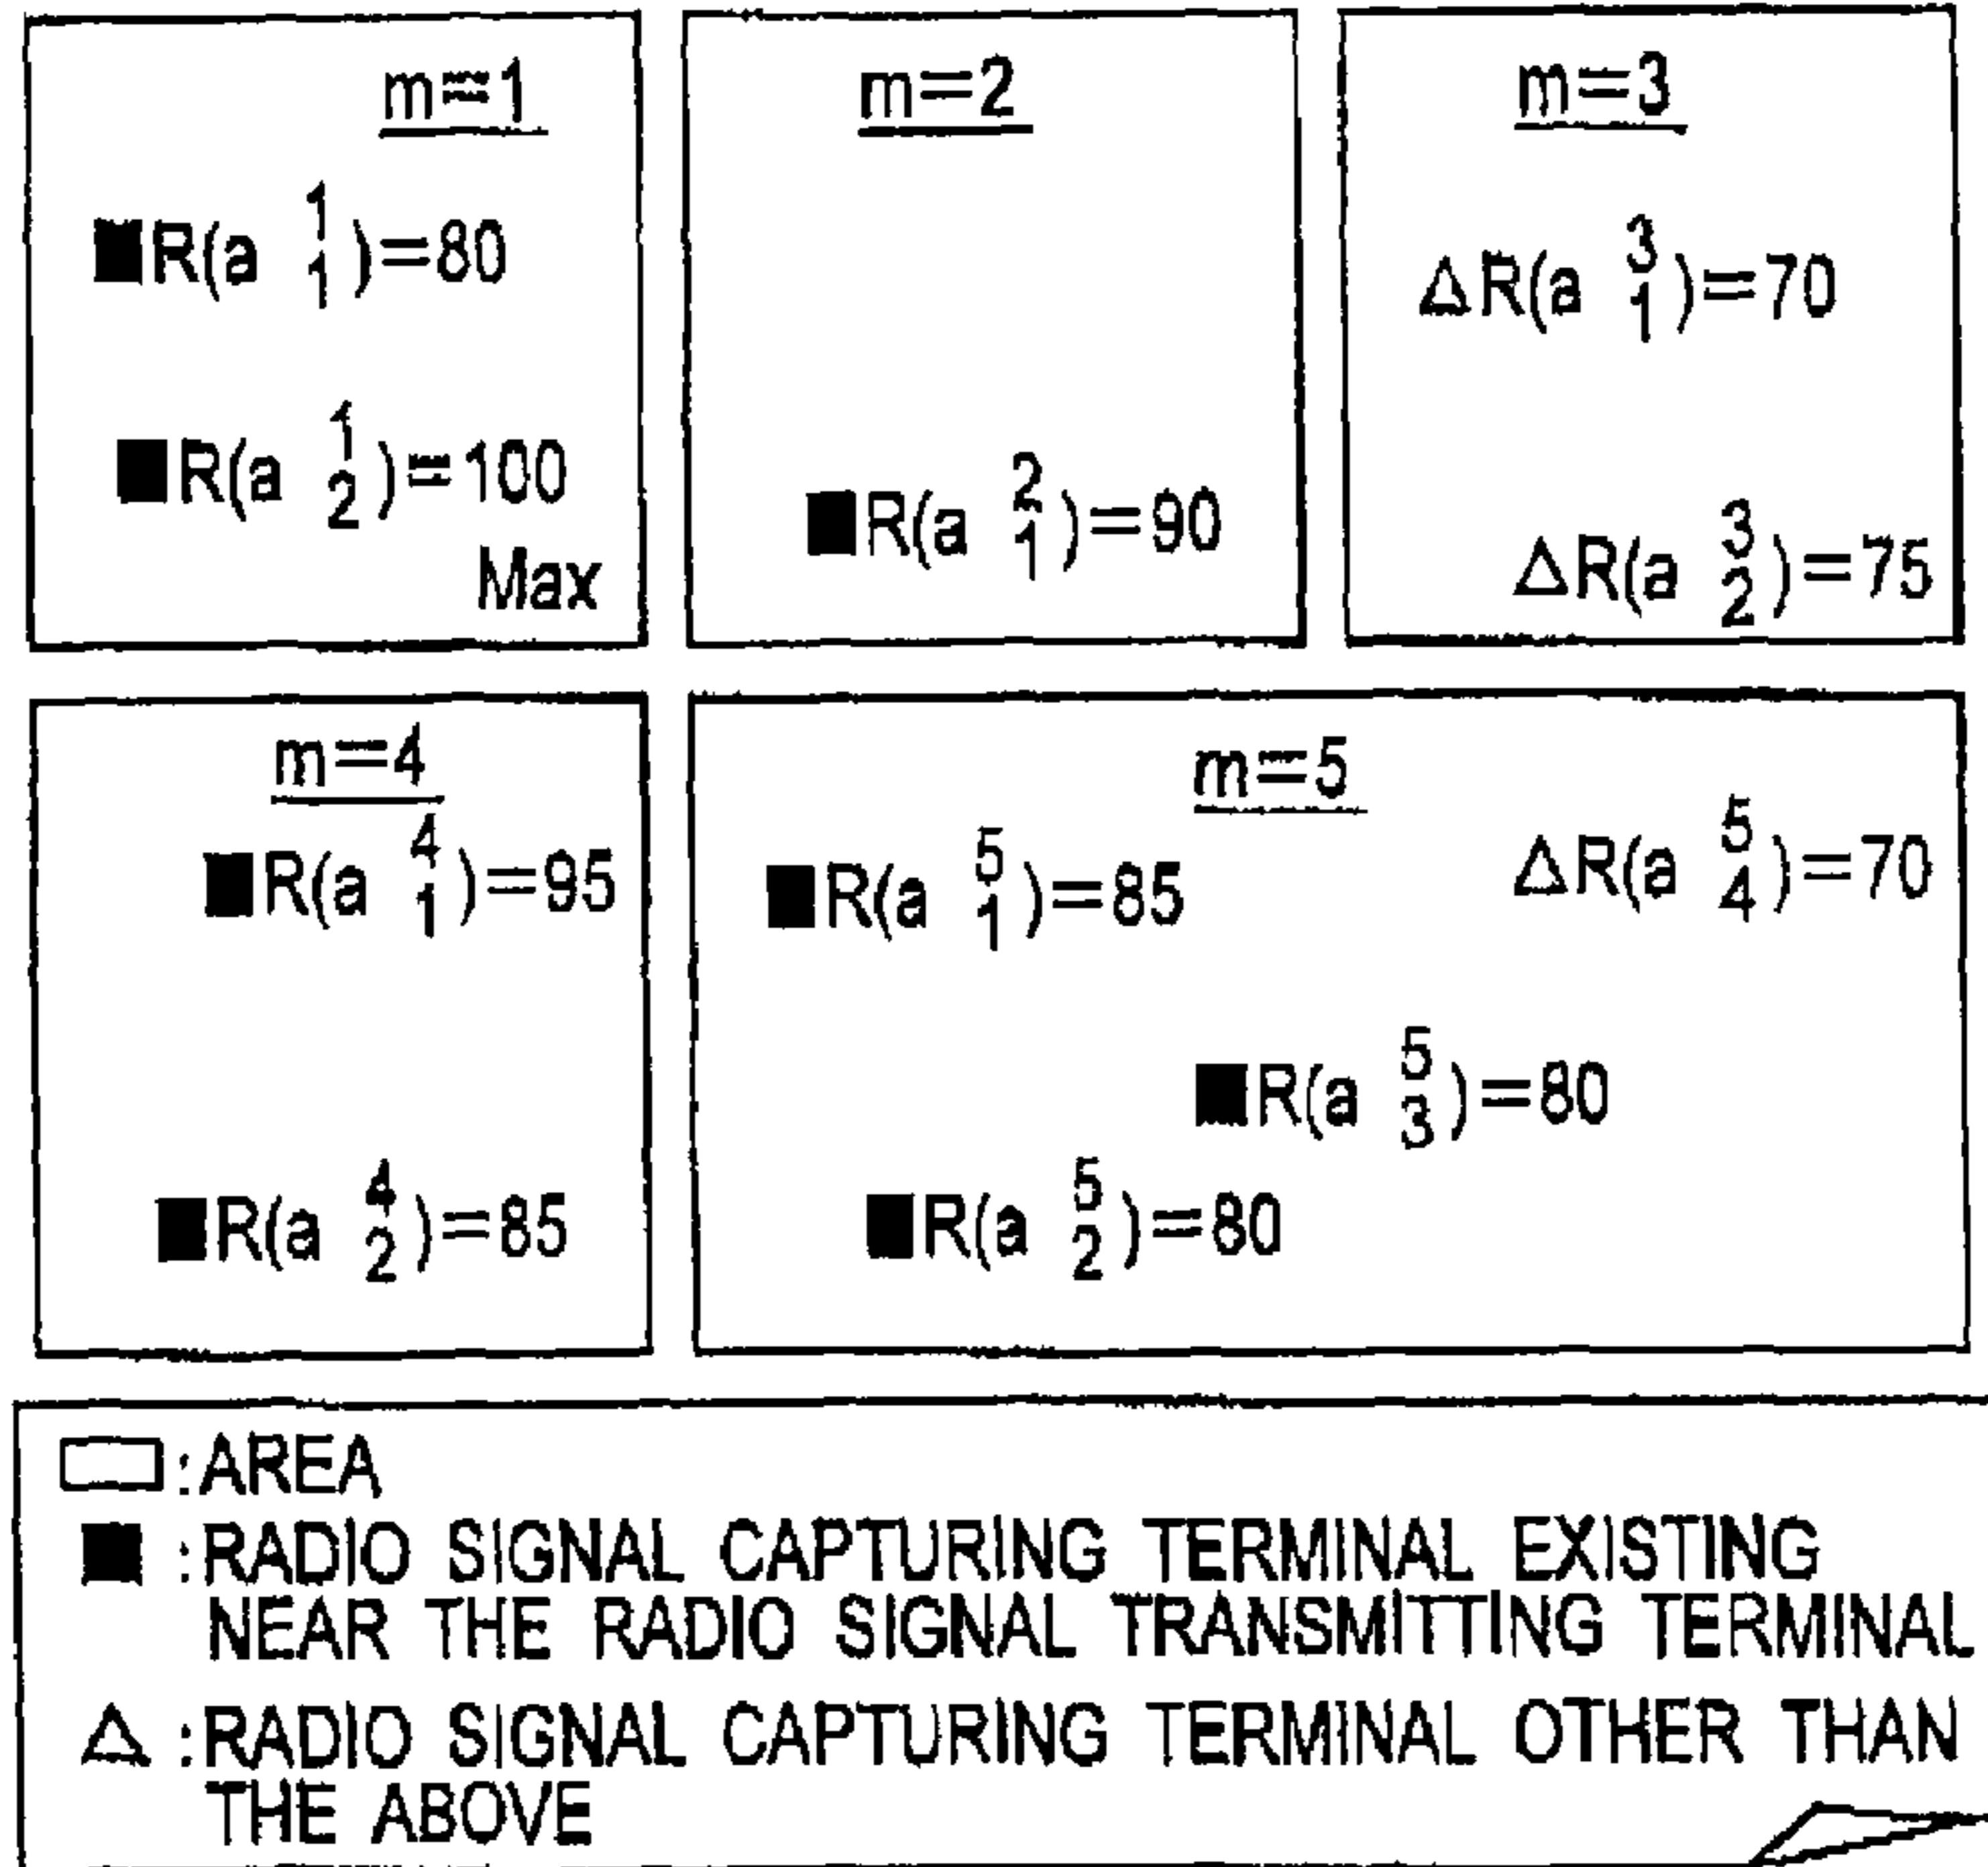 m=1
■R(a 1 1)=80
■R(a 1 2)=100
Max
m=2
■R(a 2 1)=90
m=3
△R(a 3 1)=70
△R(a 3 2)=75
m=4
■R(a 4 1)=95
■R(a 4 2)=85
m=5
■R(a 5 1)=85
△R(a 5 4)=70
■R(a 5 3)=80
■R(a 5 2)=80
▭:AREA
■:RADIO SIGNAL CAPTURING TERMINAL EXISTING
NEAR THE RADIO SIGNAL TRANSMITTING TERMINAL
△:RADIO SIGNAL CAPTURING TERMINAL OTHER THAN
THE ABOVE